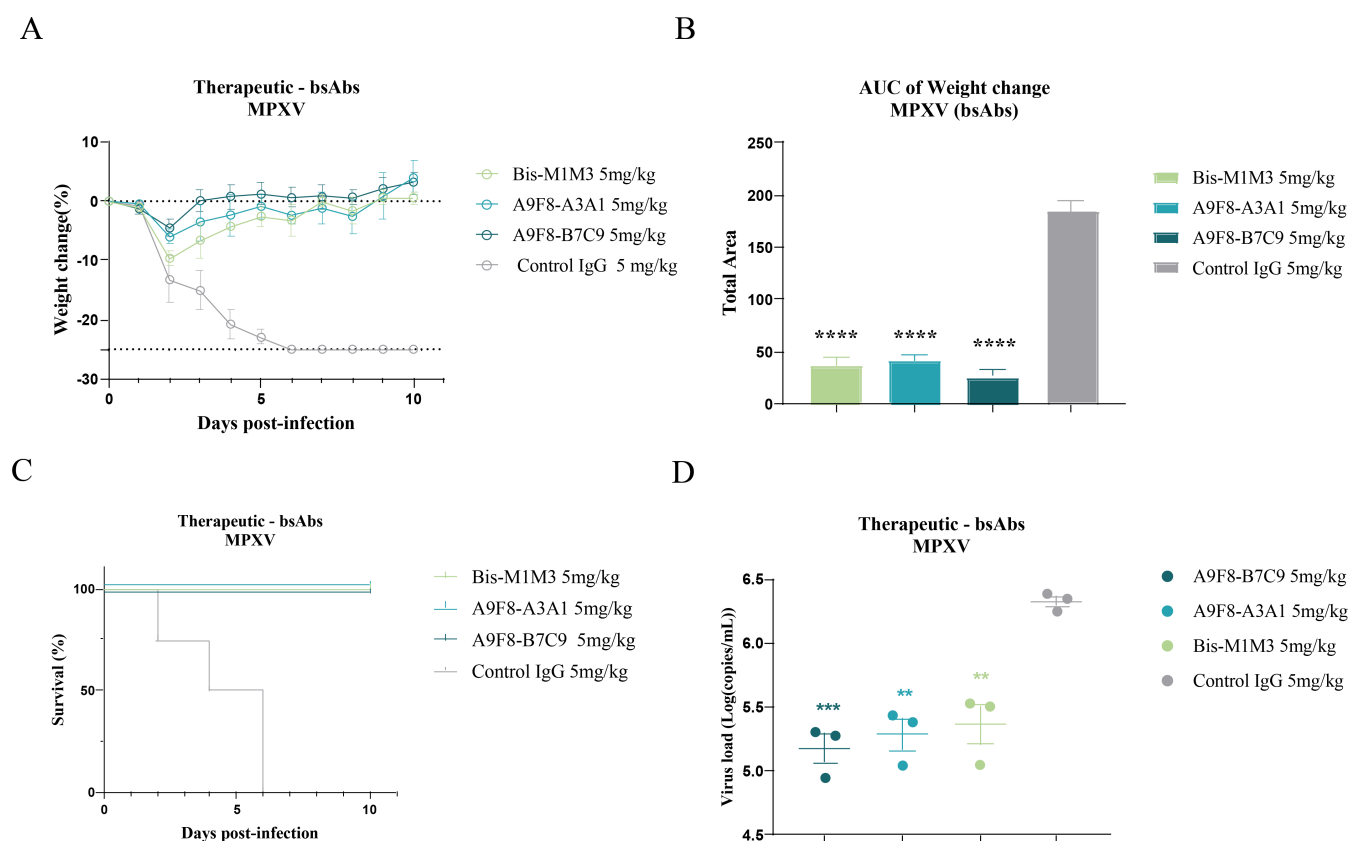 A
Therapeutic - bsAbs
MPXV
10
0
-10
-20
-30
Weight change(%)
0
5
10
Days post-infection
Bis-M1M3 5mg/kg
A9F8-A3A1 5mg/kg
A9F8-B7C9 5mg/kg
Control IgG 5 mg/kg
B
AUC of Weight change
MPXV (bsAbs)
250
200
150
100
50
0
Total Area
****
****
****
Bis-M1M3 5mg/kg
A9F8-A3A1 5mg/kg
A9F8-B7C9 5mg/kg
Control IgG 5mg/kg
C
Therapeutic - bsAbs
MPXV
100
50
0
Survival (%)
0
5
10
Days post-infection
Bis-M1M3 5mg/kg
A9F8-A3A1 5mg/kg
A9F8-B7C9 5mg/kg
Control IgG 5mg/kg
D
Therapeutic - bsAbs
MPXV
6.5
6.0
5.5
5.0
4.5
Virus load (Log(copies/mL))
***
**
**
A9F8-B7C9 5mg/kg
A9F8-A3A1 5mg/kg
Bis-M1M3 5mg/kg
Control IgG 5mg/kg